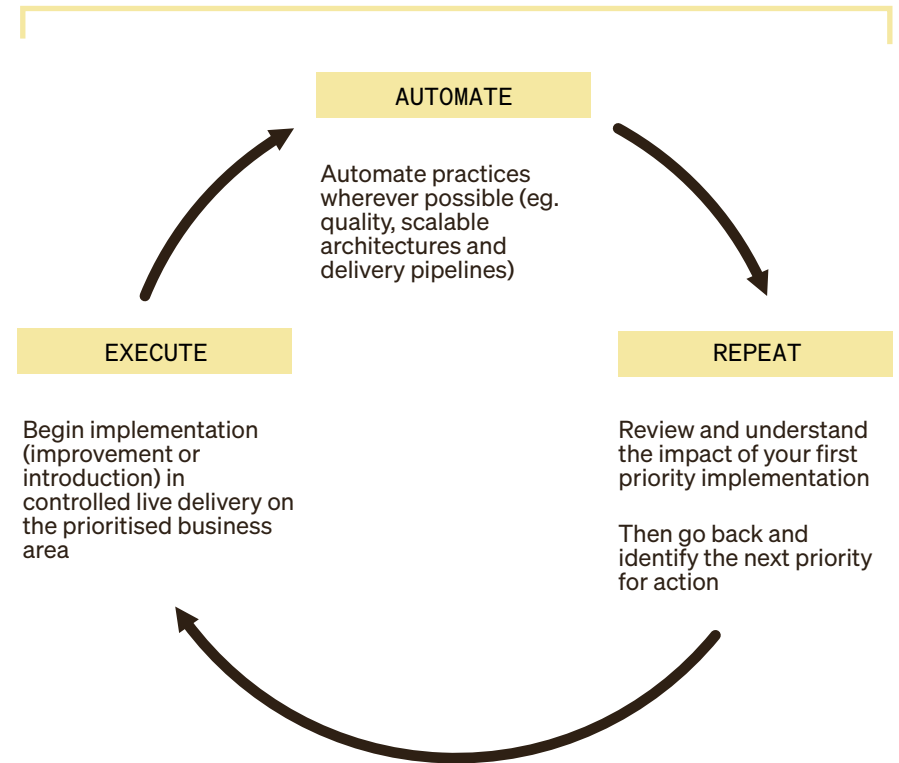 AUTOMATE
Automate practices
wherever possible (eg.
quality, scalable
architectures and
delivery pipelines)
EXECUTE
Begin implementation
(improvement or
introduction) in
controlled live delivery on
the prioritised business
area
REPEAT
Review and understand
the impact of your first
priority implementation
Then go back and
identify the next priority
for action